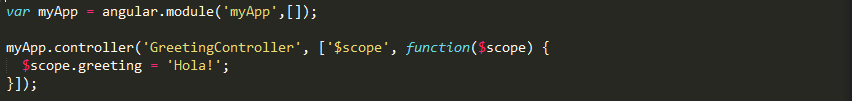 var myApp = angular.module('myApp',[]);
myApp.controller('GreetingController', ['$scope', function($scope) {
  $scope.greeting = 'Hola!';
}]);